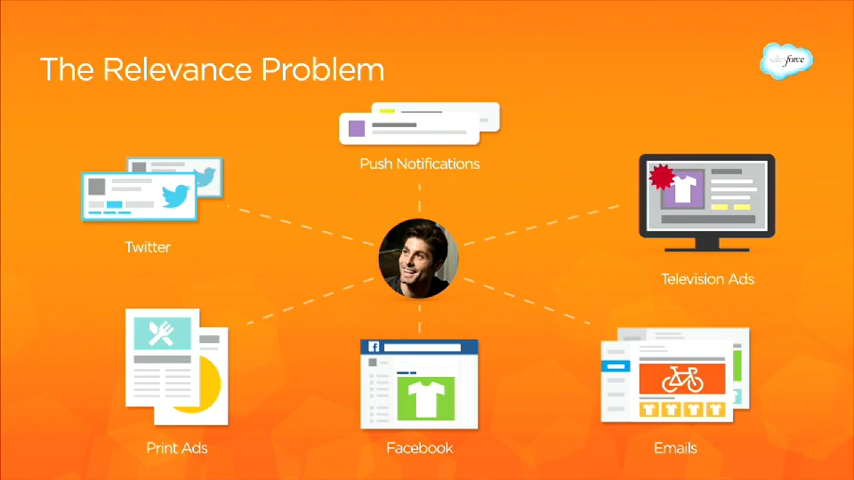 The Relevance Problem
salesforce
Push Notifications
Twitter
Television Ads
f
Print Ads
Facebook
Emails